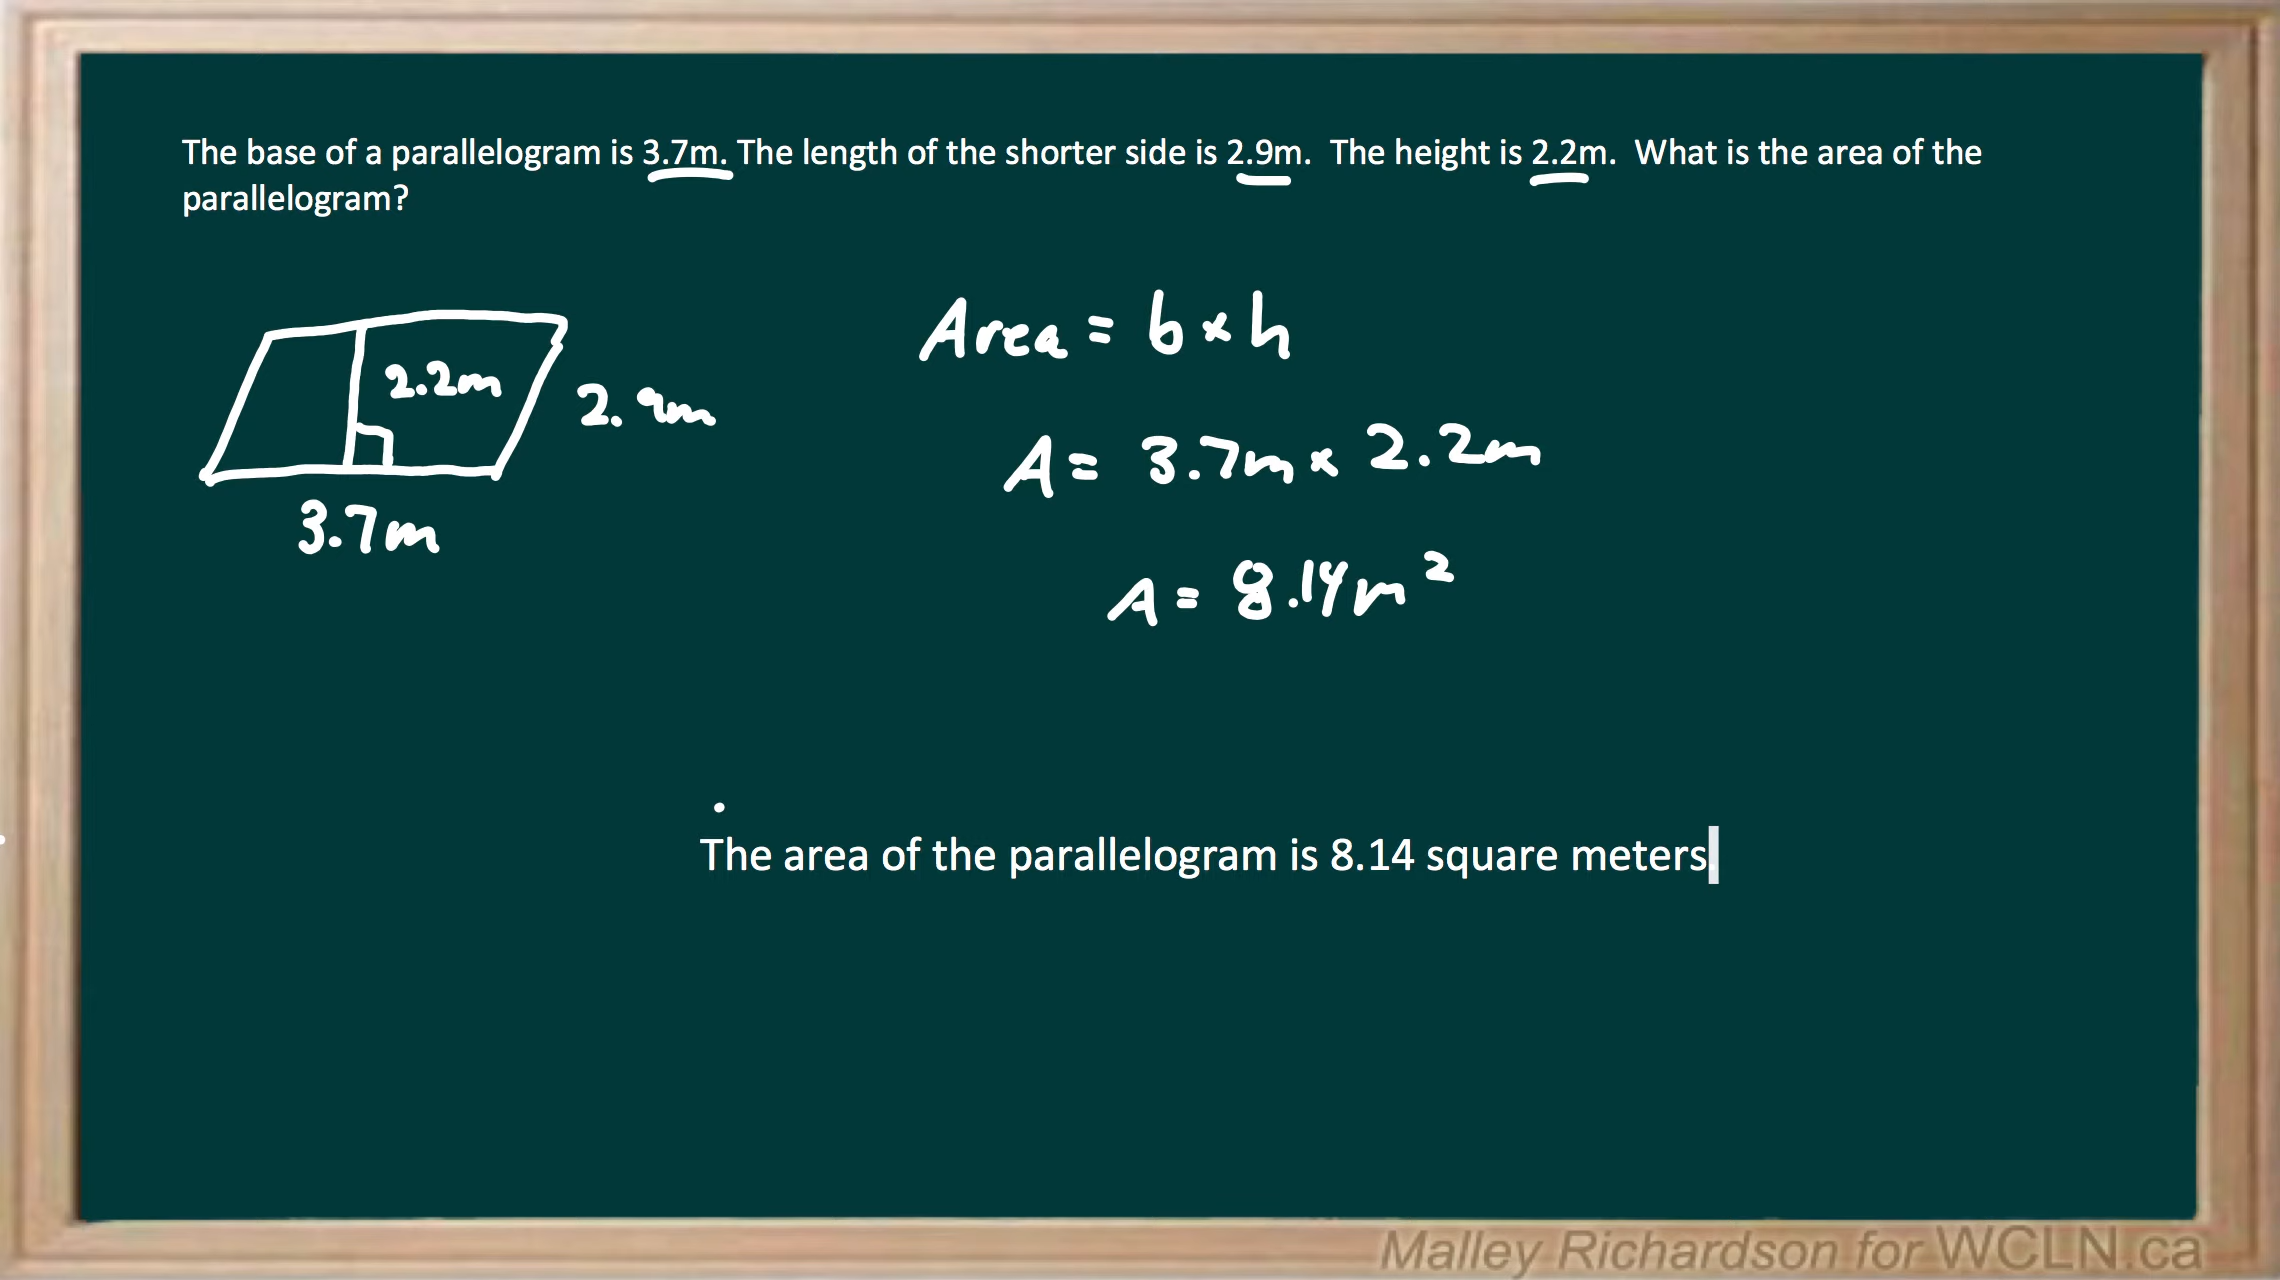 The base of a parallelogram is 3.7m. The length of the shorter side is 2.9m.  The height is 2.2m.  What is the area of the
parallelogram?
2.2m
2.9m
3.7m
Area = b × h
A = 3.7m × 2.2m
A = 8.14m²
The area of the parallelogram is 8.14 square meters.
Malley Richardson for WCLN.ca